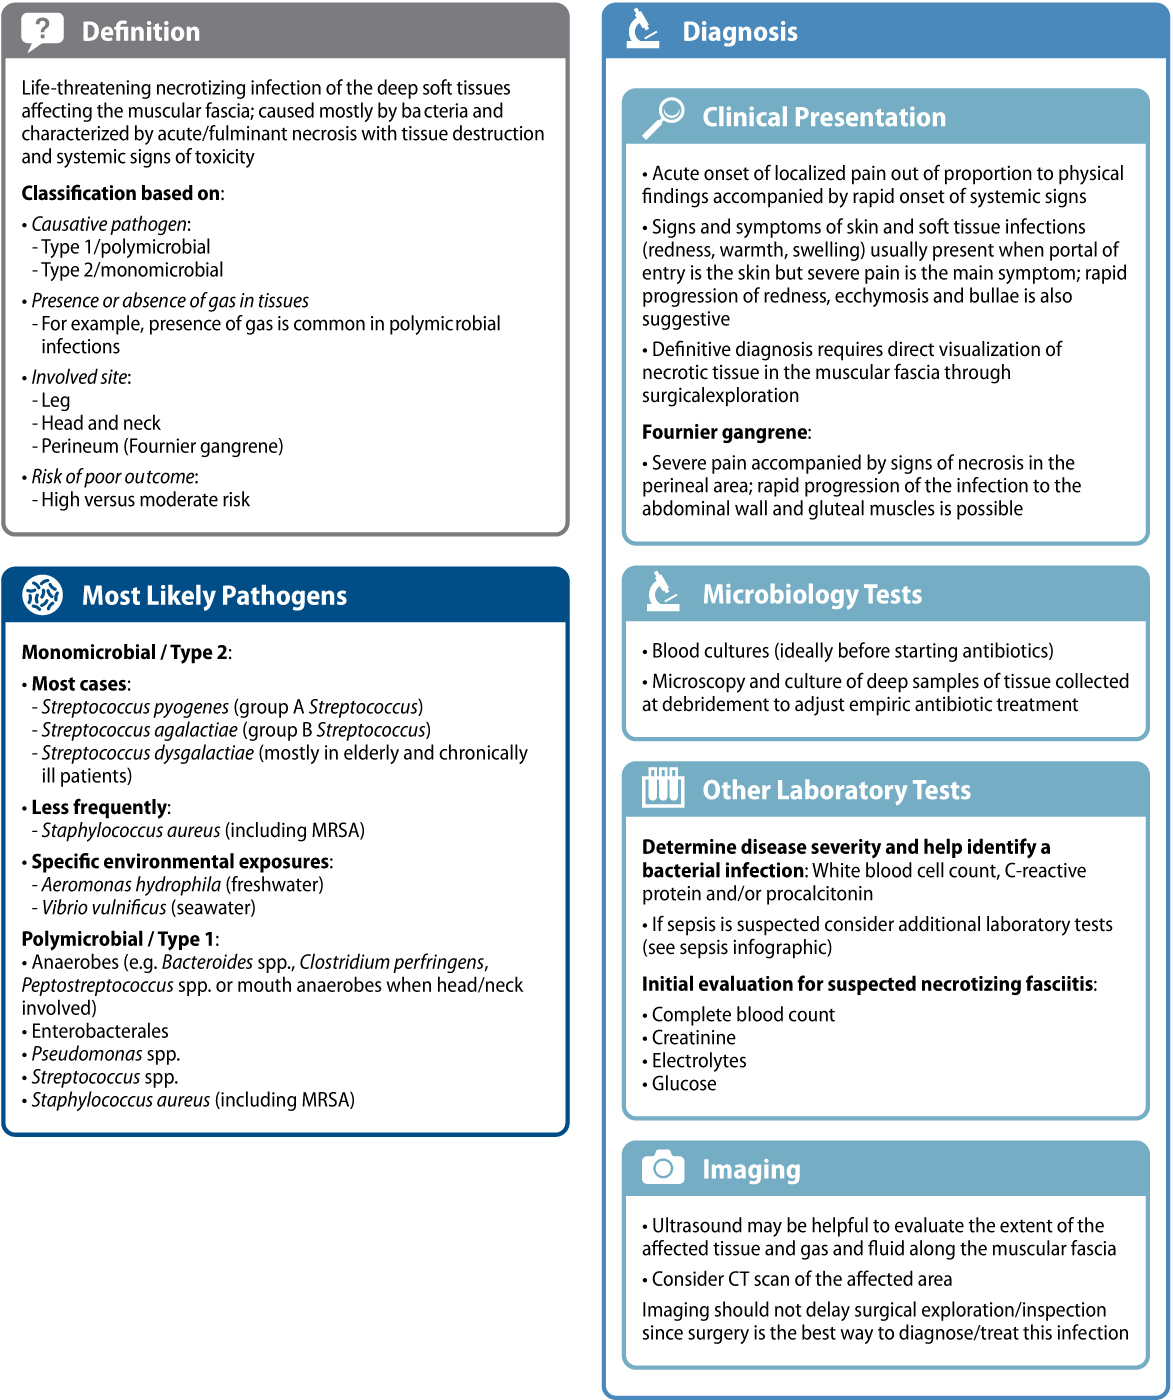 Definition
Life-threatening necrotizing infection of the deep soft tissues
affecting the muscular fascia; caused mostly by ba cteria and
characterized by acute/fulminant necrosis with tissue destruction
and systemic signs of toxicity
Classification based on:
• Causative pathogen:
- Type 1/polymicrobial
- Type 2/monomicrobial
• Presence or absence of gas in tissues
- For example, presence of gas is common in polymicrobial
infections
• Involved site:
- Leg
- Head and neck
- Perineum (Fournier gangrene)
• Risk of poor outcome:
- High versus moderate risk
Most Likely Pathogens
Monomicrobial / Type 2:
• Most cases:
- Streptococcus pyogenes (group A Streptococcus)
- Streptococcus agalactiae (group B Streptococcus)
- Streptococcus dysgalactiae (mostly in elderly and chronically
ill patients)
• Less frequently:
- Staphylococcus aureus (including MRSA)
• Specific environmental exposures:
- Aeromonas hydrophila (freshwater)
- Vibrio vulnificus (seawater)
Polymicrobial / Type 1:
• Anaerobes (e.g. Bacteroides spp., Clostridium perfringens,
Peptostreptococcus spp. or mouth anaerobes when head/neck
involved)
• Enterobacterales
• Pseudomonas spp.
• Streptococcus spp.
• Staphylococcus aureus (including MRSA)
Diagnosis
Clinical Presentation
• Acute onset of localized pain out of proportion to physical
findings accompanied by rapid onset of systemic signs
• Signs and symptoms of skin and soft tissue infections
(redness, warmth, swelling) usually present when portal of
entry is the skin but severe pain is the main symptom; rapid
progression of redness, ecchymosis and bullae is also
suggestive
• Definitive diagnosis requires direct visualization of
necrotic tissue in the muscular fascia through
surgicalexploration
Fournier gangrene:
• Severe pain accompanied by signs of necrosis in the
perineal area; rapid progression of the infection to the
abdominal wall and gluteal muscles is possible
Microbiology Tests
• Blood cultures (ideally before starting antibiotics)
• Microscopy and culture of deep samples of tissue collected
at debridement to adjust empiric antibiotic treatment
Other Laboratory Tests
Determine disease severity and help identify a
bacterial infection: White blood cell count, C-reactive
protein and/or procalcitonin
• If sepsis is suspected consider additional laboratory tests
(see sepsis infographic)
Initial evaluation for suspected necrotizing fasciitis:
• Complete blood count
• Creatinine
• Electrolytes
• Glucose
Imaging
• Ultrasound may be helpful to evaluate the extent of the
affected tissue and gas and fluid along the muscular fascia
• Consider CT scan of the affected area
Imaging should not delay surgical exploration/inspection
since surgery is the best way to diagnose/treat this infection